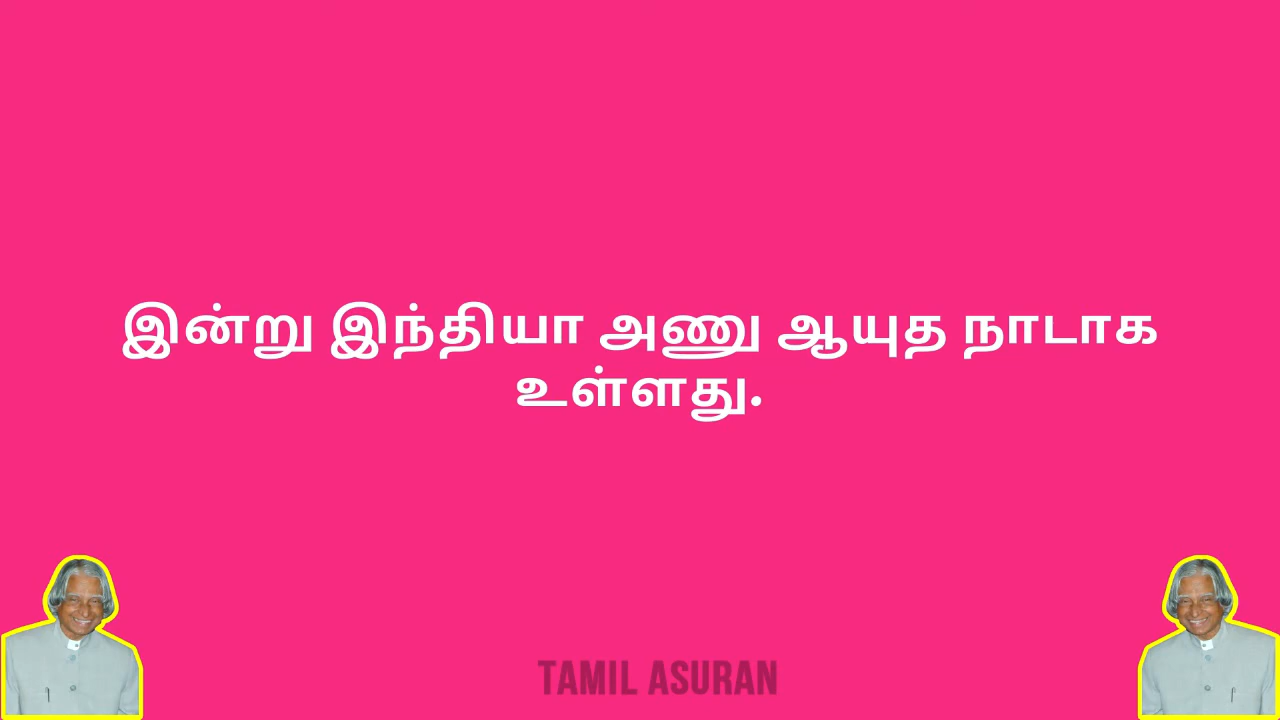 இன்று இந்தியா அணு ஆயுத நாடாக
உள்ளது.
TAMIL ASURAN